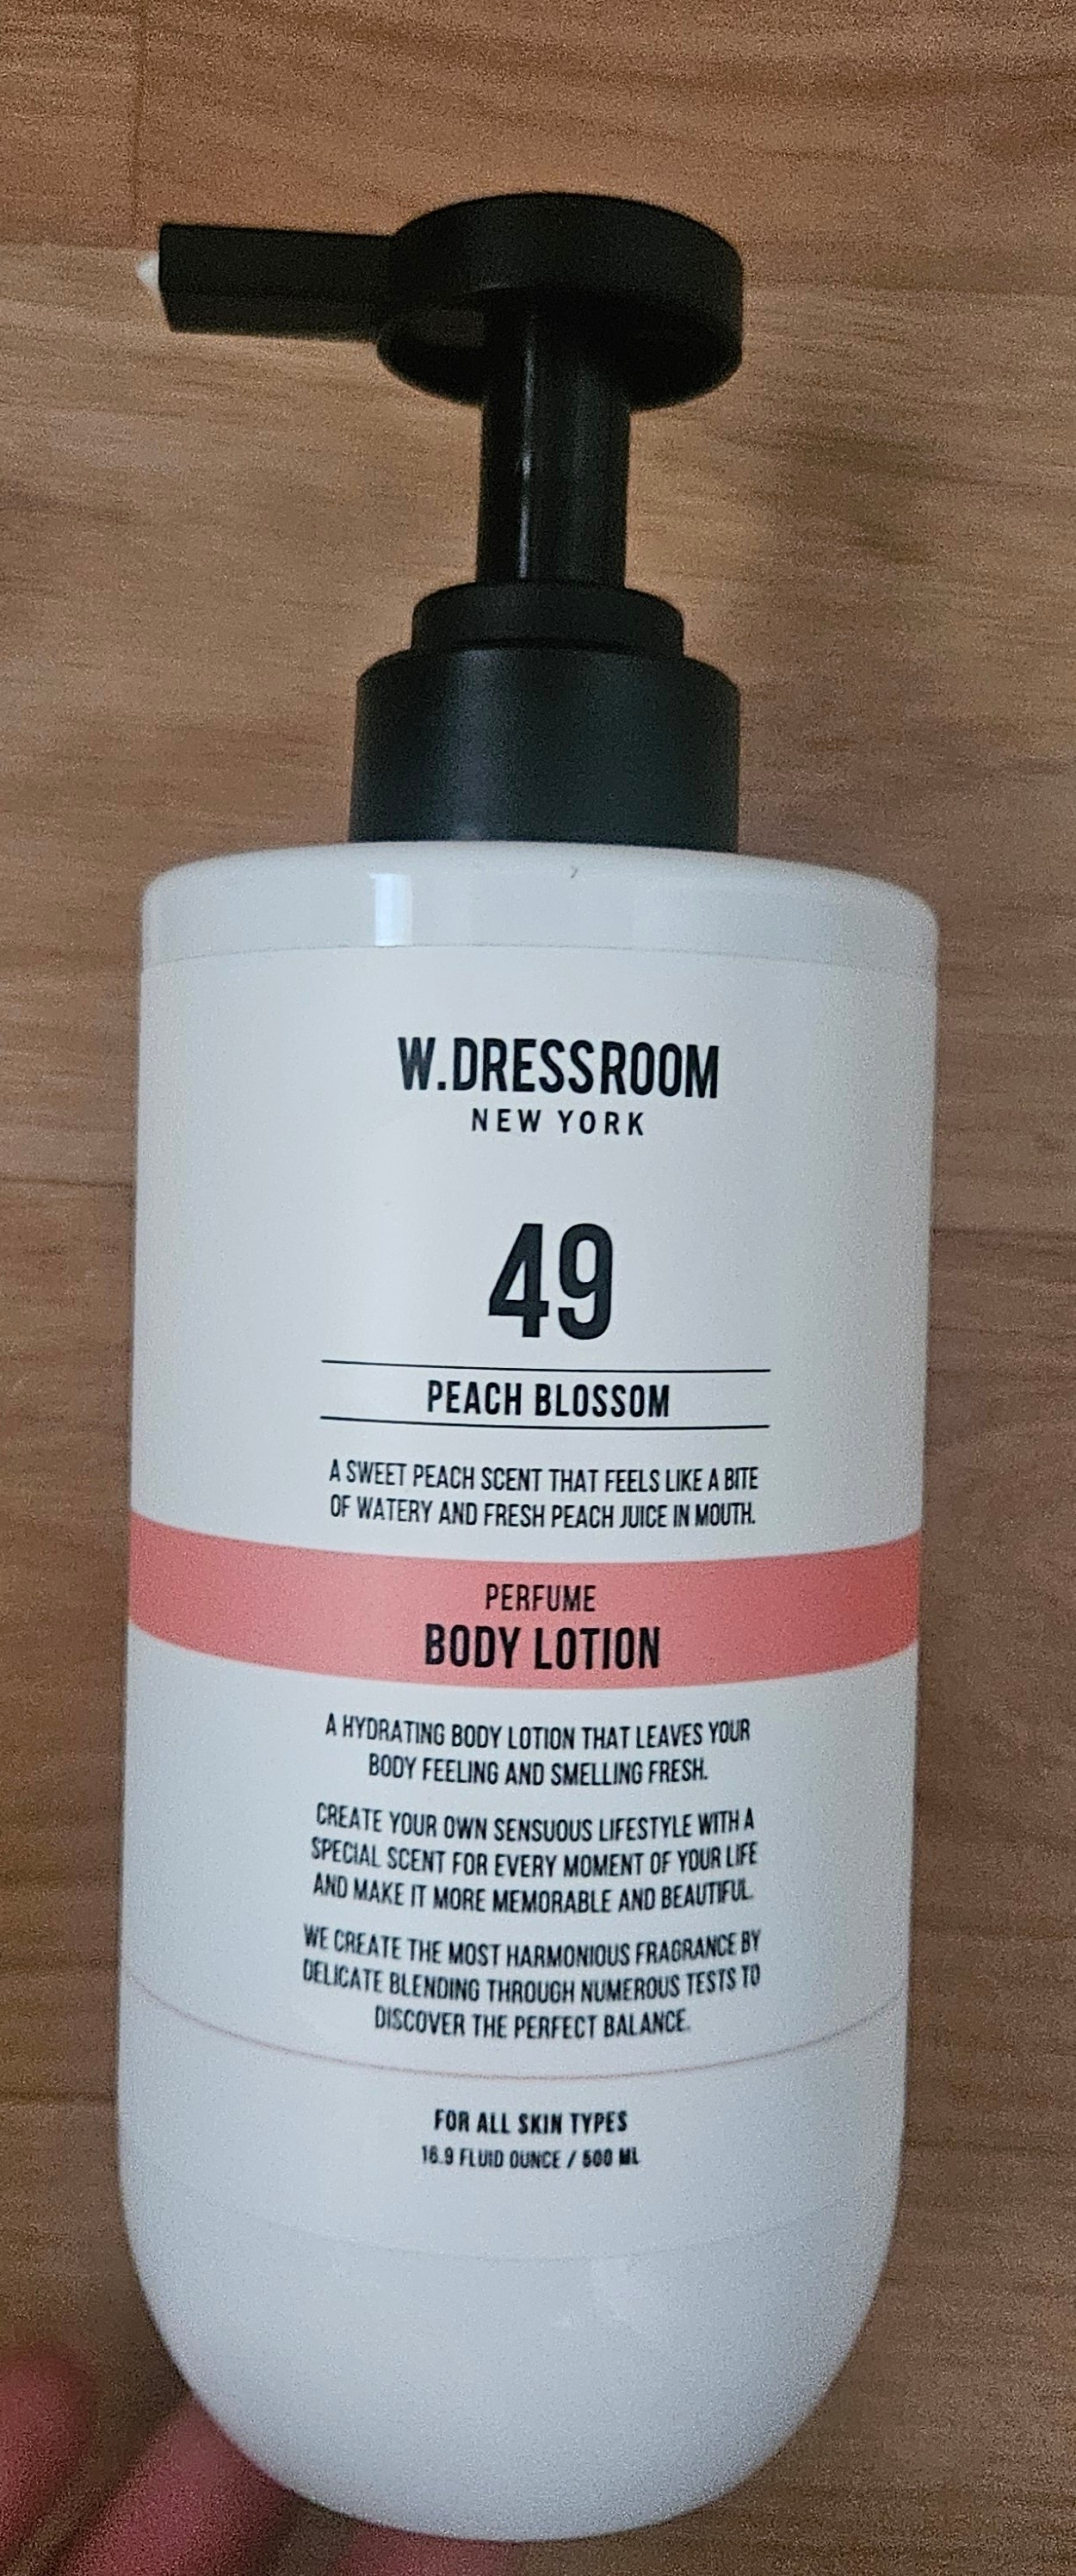 W.DRESSROOM
NEW YORK
49
PEACH BLOSSOM
A SWEET PEACH SCENT THAT FEELS LIKE A BITE
OF WATERY AND FRESH PEACH JUICE IN MOUTH.
PERFUME
BODY LOTION
A HYDRATING BODY LOTION THAT LEAVES YOUR
BODY FEELING AND SMELLING FRESH.
CREATE YOUR OWN SENSUOUS LIFESTYLE WITH A
SPECIAL SCENT FOR EVERY MOMENT OF YOUR LIFE
AND MAKE IT MORE MEMORABLE AND BEAUTIFUL.
WE CREATE THE MOST HARMONIOUS FRAGRANCE BY
DELICATE BLENDING THROUGH NUMEROUS TESTS TO
DISCOVER THE PERFECT BALANCE.
FOR ALL SKIN TYPES
16.9 FLUID OUNCE / 500 ML